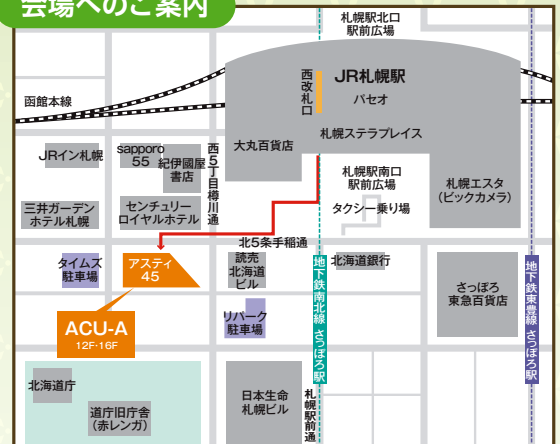 会場へのご案内
札幌駅北口
駅前広場
函館本線
西改札口
JR札幌駅
パセオ
札幌ステラプレイス
大丸百貨店
JRイン札幌
sapporo
55
紀伊國屋
書店
西5丁目樽川通
札幌駅南口
駅前広場
タクシー乗り場
札幌エスタ
(ビックカメラ)
三井ガーデン
ホテル札幌
センチュリー
ロイヤルホテル
北5条手稲通
タイムズ
駐車場
アスティ
45
読売
北海道
ビル
地下鉄南北線 さっぽろ駅
北海道銀行
さっぽろ
東急百貨店
地下鉄東豊線 さっぽろ駅
ACU-A
12F・16F
リパーク
駐車場
北海道庁
道庁旧庁舎
(赤レンガ)
日本生命
札幌ビル
札幌駅前通